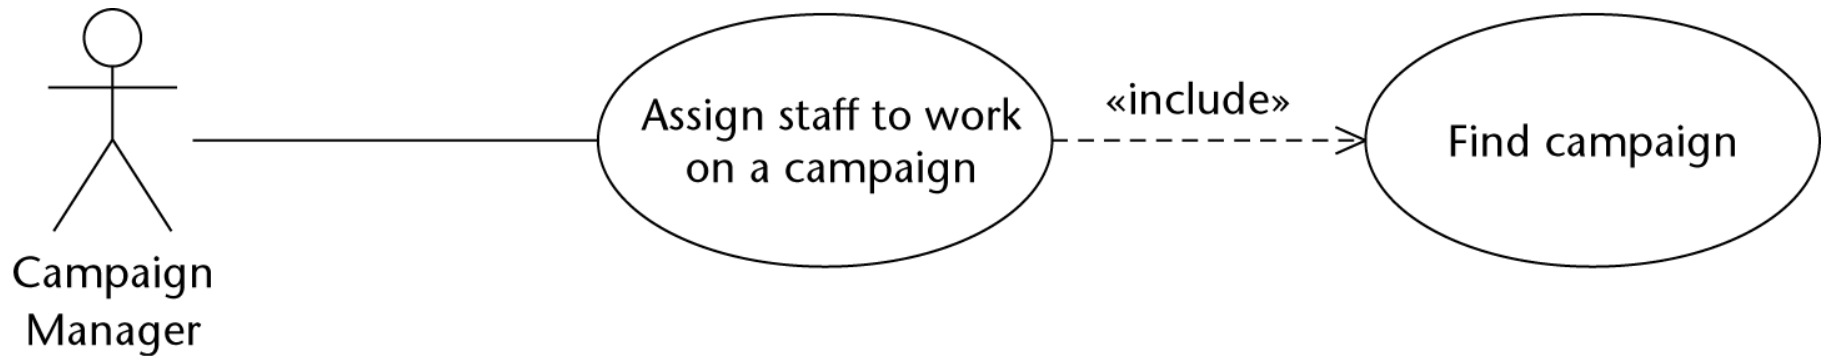 Campaign
Manager
Assign staff to work
on a campaign
«include»
Find campaign